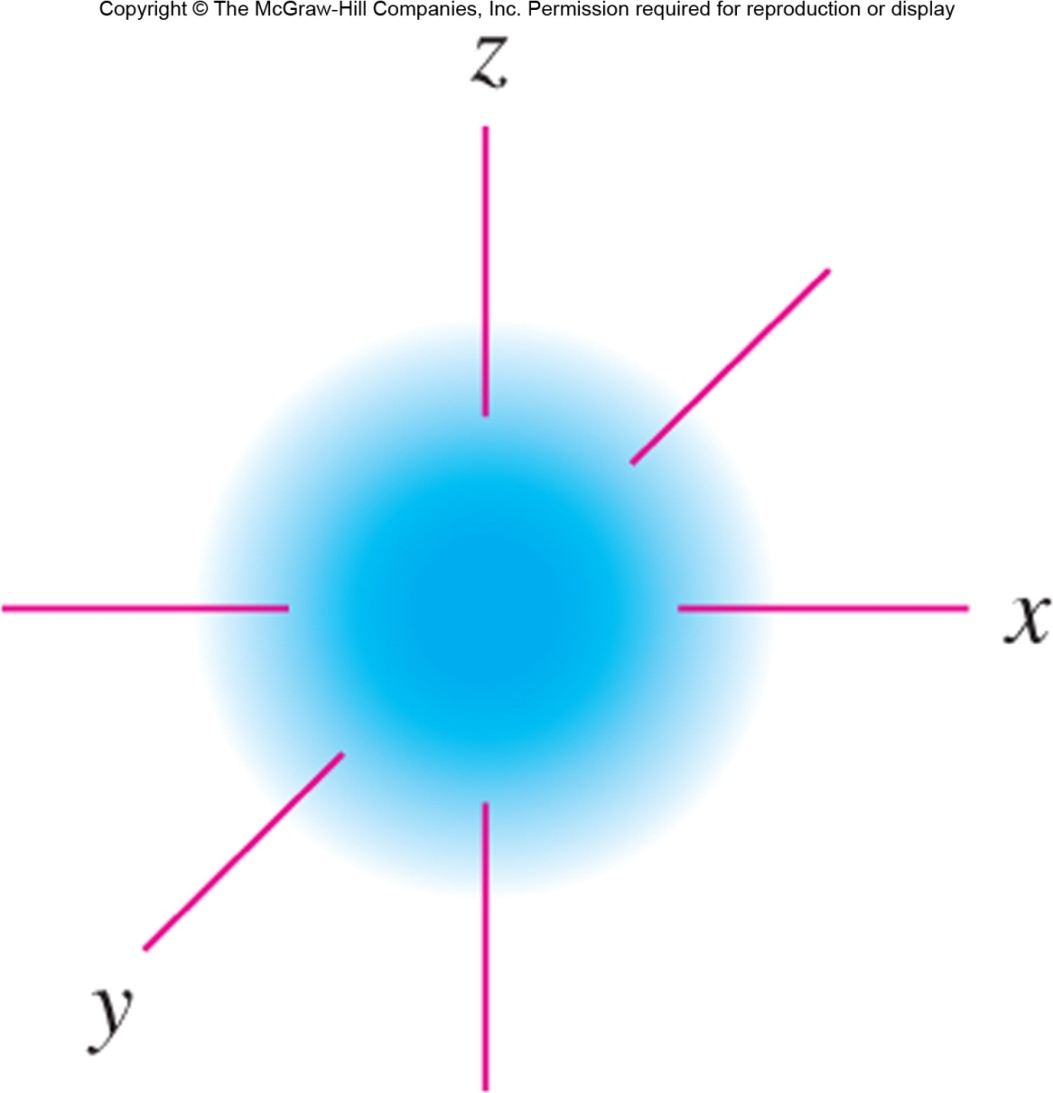 Copyright © The McGraw-Hill Companies, Inc. Permission required for reproduction or display
z
x
y